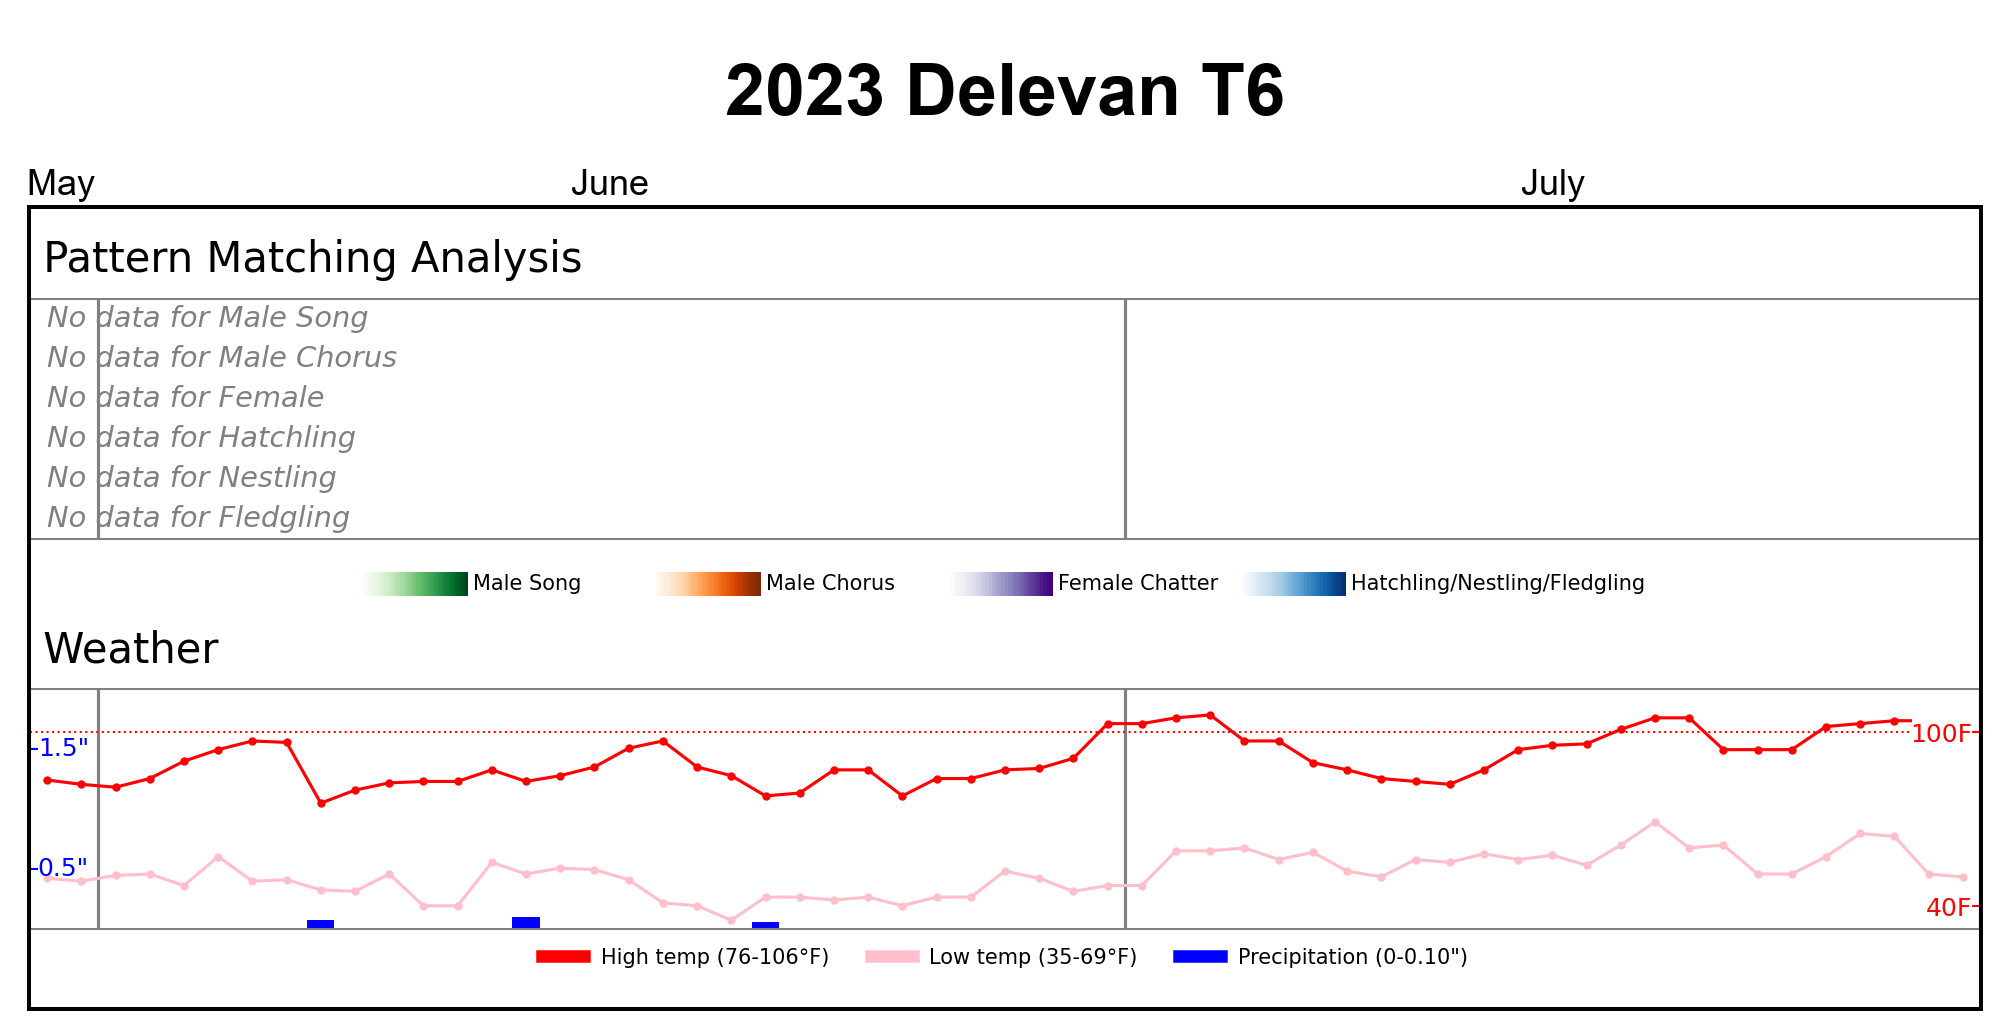 2023 Delevan T6
May June July
Pattern Matching Analysis
No data for Male Song
No data for Male Chorus
No data for Female
No data for Hatchling
No data for Nestling
No data for Fledgling
Male Song Male Chorus Female Chatter Hatchling/Nestling/Fledgling
Weather
1.5" 100F
0.5"
40F
High temp (76-106°F) Low temp (35-69°F) Precipitation (0-0.10")